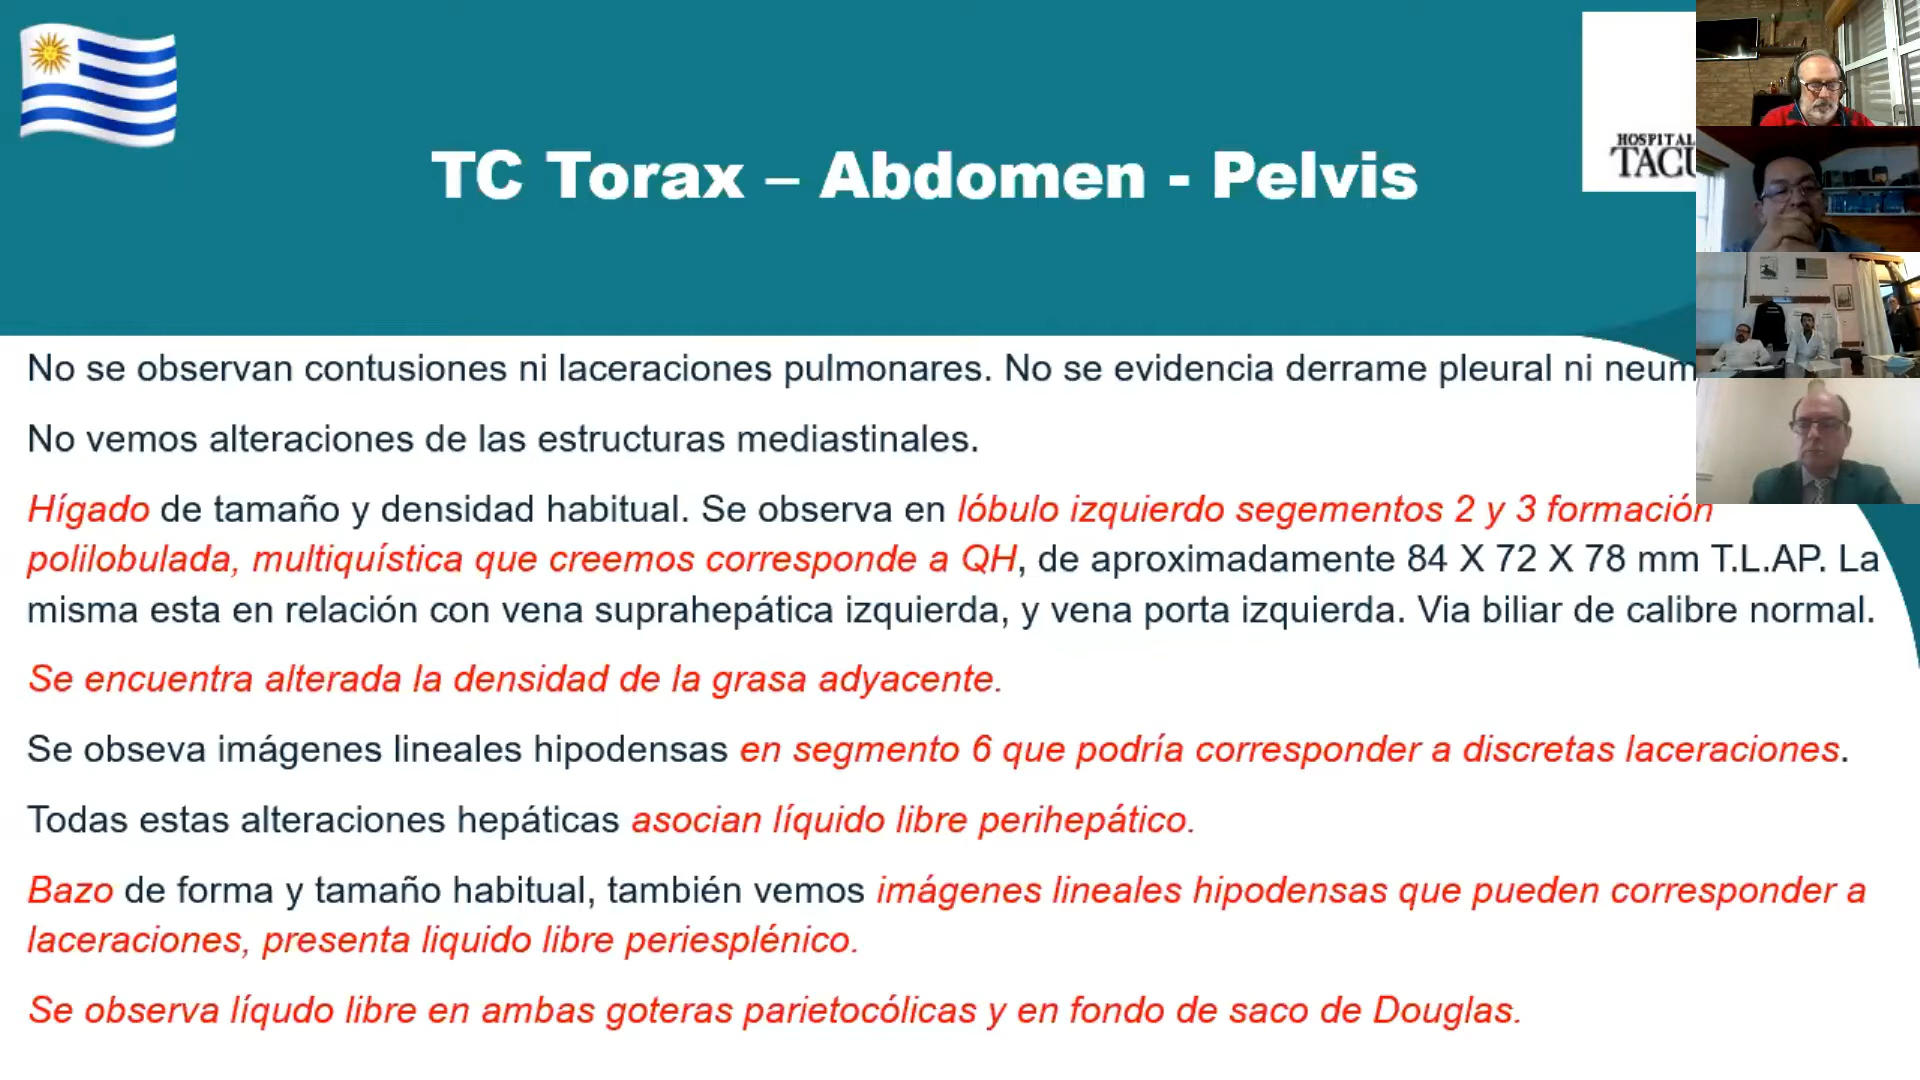 HOSPITAL
TACU
TC Torax – Abdomen - Pelvis
No se observan contusiones ni laceraciones pulmonares. No se evidencia derrame pleural ni neum
No vemos alteraciones de las estructuras mediastinales.
Hígado de tamaño y densidad habitual. Se observa en lóbulo izquierdo segementos 2 y 3 formación
polilobulada, multiquística que creemos corresponde a QH, de aproximadamente 84 X 72 X 78 mm T.L.AP. La
misma esta en relación con vena suprahepática izquierda, y vena porta izquierda. Via biliar de calibre normal.
Se encuentra alterada la densidad de la grasa adyacente.
Se obseva imágenes lineales hipodensas en segmento 6 que podría corresponder a discretas laceraciones.
Todas estas alteraciones hepáticas asocian líquido libre perihepático.
Bazo de forma y tamaño habitual, también vemos imágenes lineales hipodensas que pueden corresponder a
laceraciones, presenta liquido libre periesplénico.
Se observa líqudo libre en ambas goteras parietocólicas y en fondo de saco de Douglas.